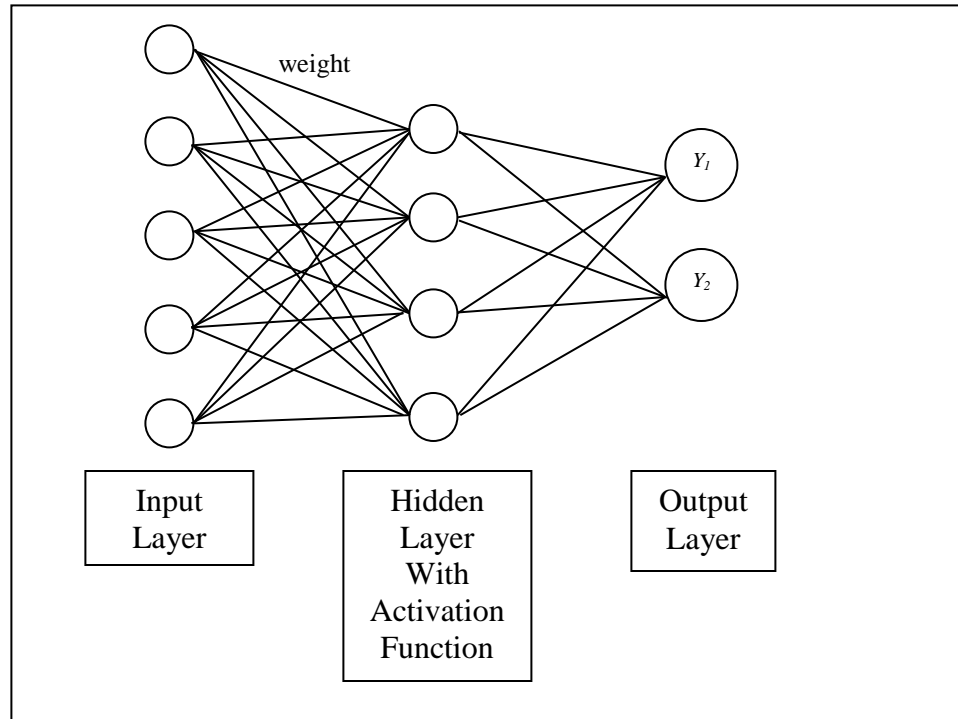 weight
Y1
Y2
Input
Layer
Hidden
Layer
With
Activation
Function
Output
Layer